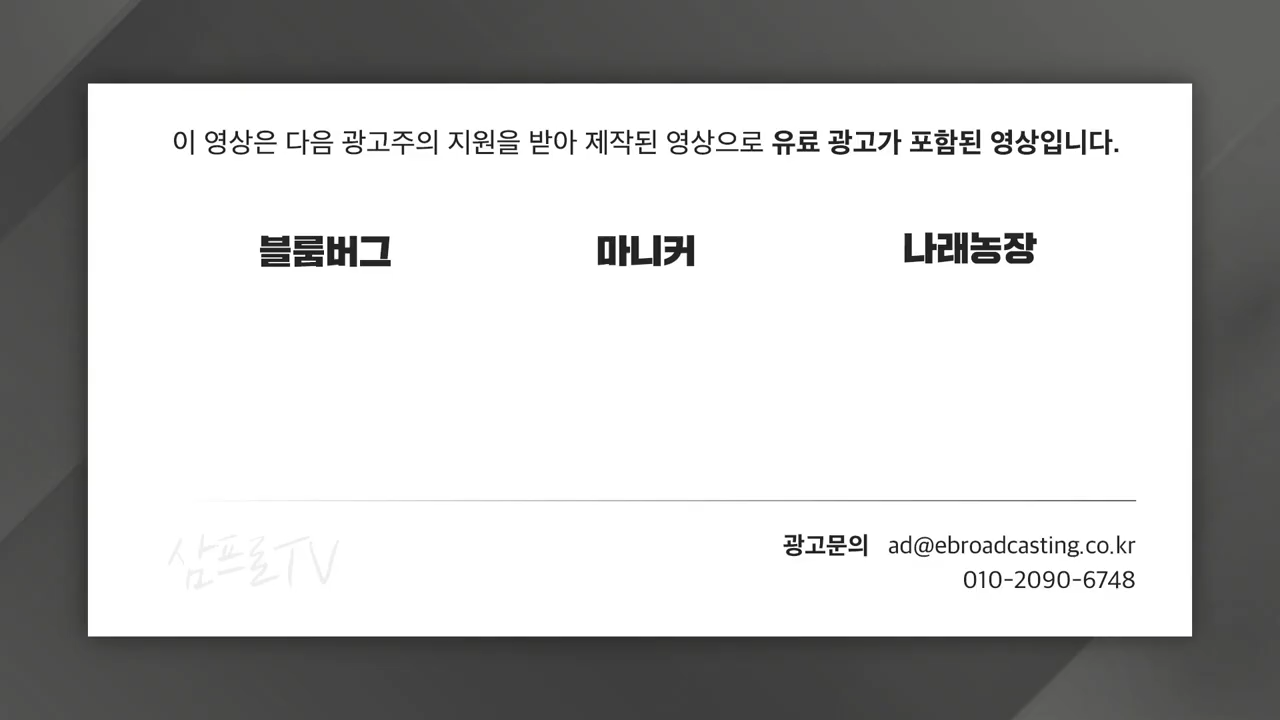 이 영상은 다음 광고주의 지원을 받아 제작된 영상으로 유료 광고가 포함된 영상입니다.
블룸버그 마니커 나래농장
삼프로TV
광고문의 ad@ebroadcasting.co.kr
010-2090-6748